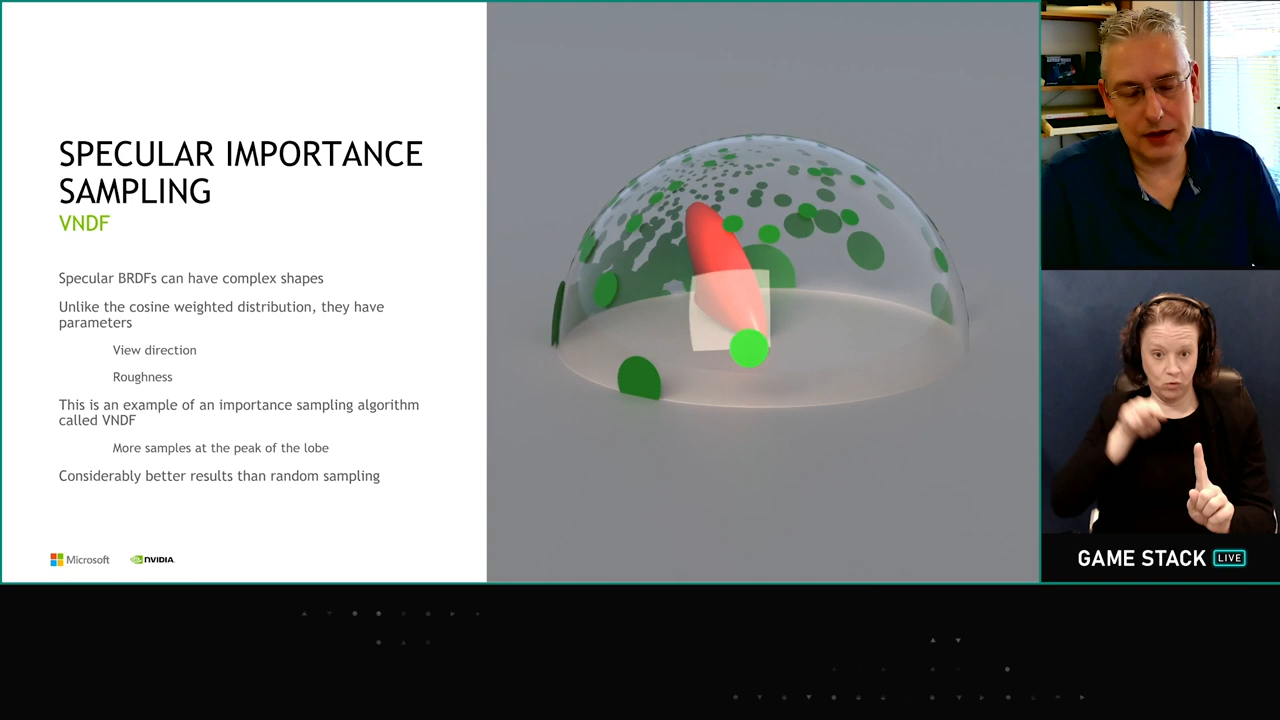 SPECULAR IMPORTANCE
SAMPLING
VNDF
Specular BRDFs can have complex shapes
Unlike the cosine weighted distribution, they have
parameters
View direction
Roughness
This is an example of an importance sampling algorithm
called VNDF
More samples at the peak of the lobe
Considerably better results than random sampling
Microsoft
NVIDIA
GAME STACK LIVE